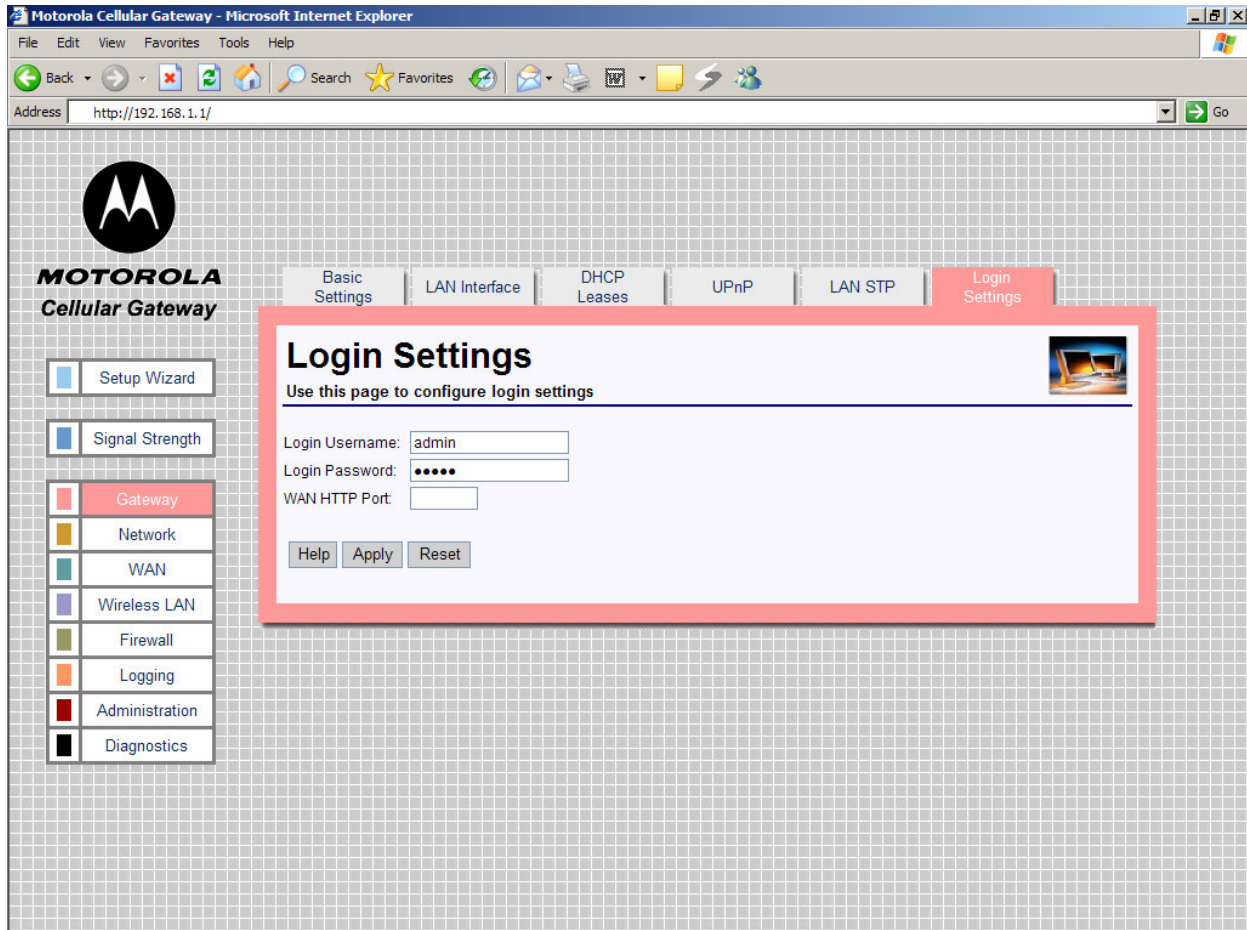 Motorola Cellular Gateway - Microsoft Internet Explorer
File Edit View Favorites Tools Help
Back Search Favorites
Address http://192.168.1.1/ Go
MOTOROLA
Cellular Gateway
Basic Settings
LAN Interface
DHCP Leases
UPnP
LAN STP
Login Settings
Setup Wizard
Signal Strength
Gateway
Network
WAN
Wireless LAN
Firewall
Logging
Administration
Diagnostics
Login Settings
Use this page to configure login settings
Login Username: admin
Login Password: •••••
WAN HTTP Port:
Help Apply Reset